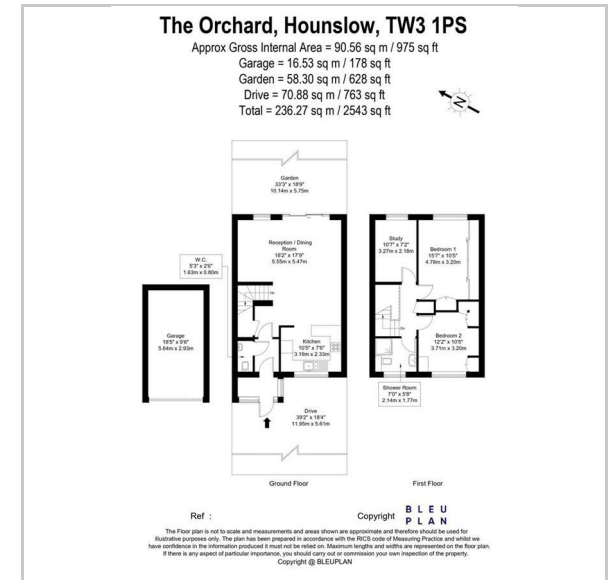 The Orchard, Hounslow, TW3 1PS
Approx Gross Internal Area = 90.56 sq m / 975 sq ft
Garage = 16.53 sq m / 178 sq ft
Garden = 58.30 sq m / 628 sq ft
Drive = 70.88 sq m / 763 sq ft
Total = 236.27 sq m / 2543 sq ft
N
Garden
33'3" x 18'9"
10.14m x 5.75m
W.C.
5'3" x 2'6"
1.63m x 0.80m
Reception / Dining
Room
18'2" x 17'9"
5.55m x 5.47m
Study
10'7" x 7'2"
3.27m x 2.18m
Bedroom 1
15'7" x 10'5"
4.78m x 3.20m
Garage
18'5" x 9'6"
5.64m x 2.93m
Kitchen
10'5" x 7'6"
3.19m x 2.33m
Bedroom 2
12'2" x 10'5"
3.71m x 3.20m
Shower Room
7'0" x 5'8"
2.14m x 1.77m
Drive
39'2" x 18'4"
11.95m x 5.61m
Ground Floor
First Floor
Ref :
Copyright
BLEU
PLAN
The Floor plan is not to scale and measurements and areas shown are approximate and therefore should be used for
illustrative purposes only. The plan has been prepared in accordance with the RICS code of Measuring Practice and whilst we
have confidence in the information produced it must not be relied on. Maximum lengths and widths are represented on the floor plan.
If there is any aspect of particular importance, you should carry out or commission your own inspection of the property.
Copyright @ BLEUPLAN